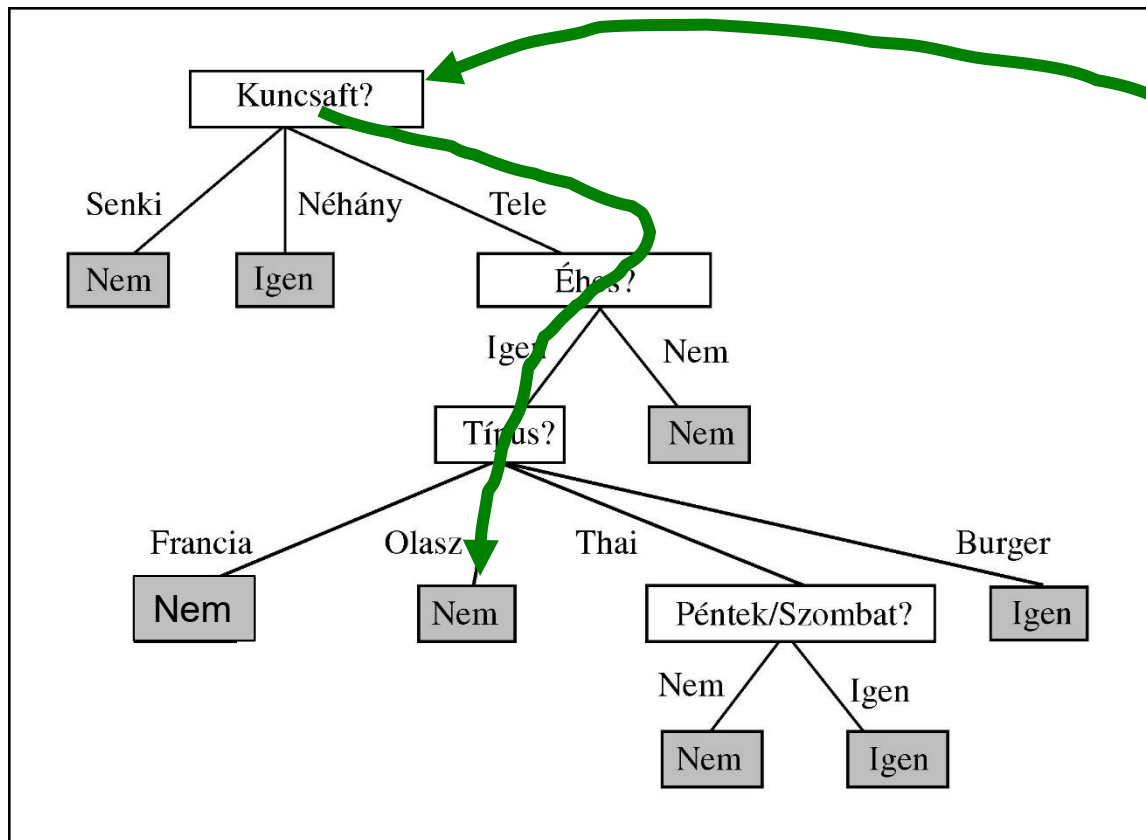 Kuncsaft?
Senki
Néhány
Tele
Nem
Igen
Éhes?
Igen
Nem
Típus?
Nem
Francia
Olasz
Thai
Burger
Nem
Nem
Péntek/Szombat?
Igen
Nem
Igen
Nem
Igen